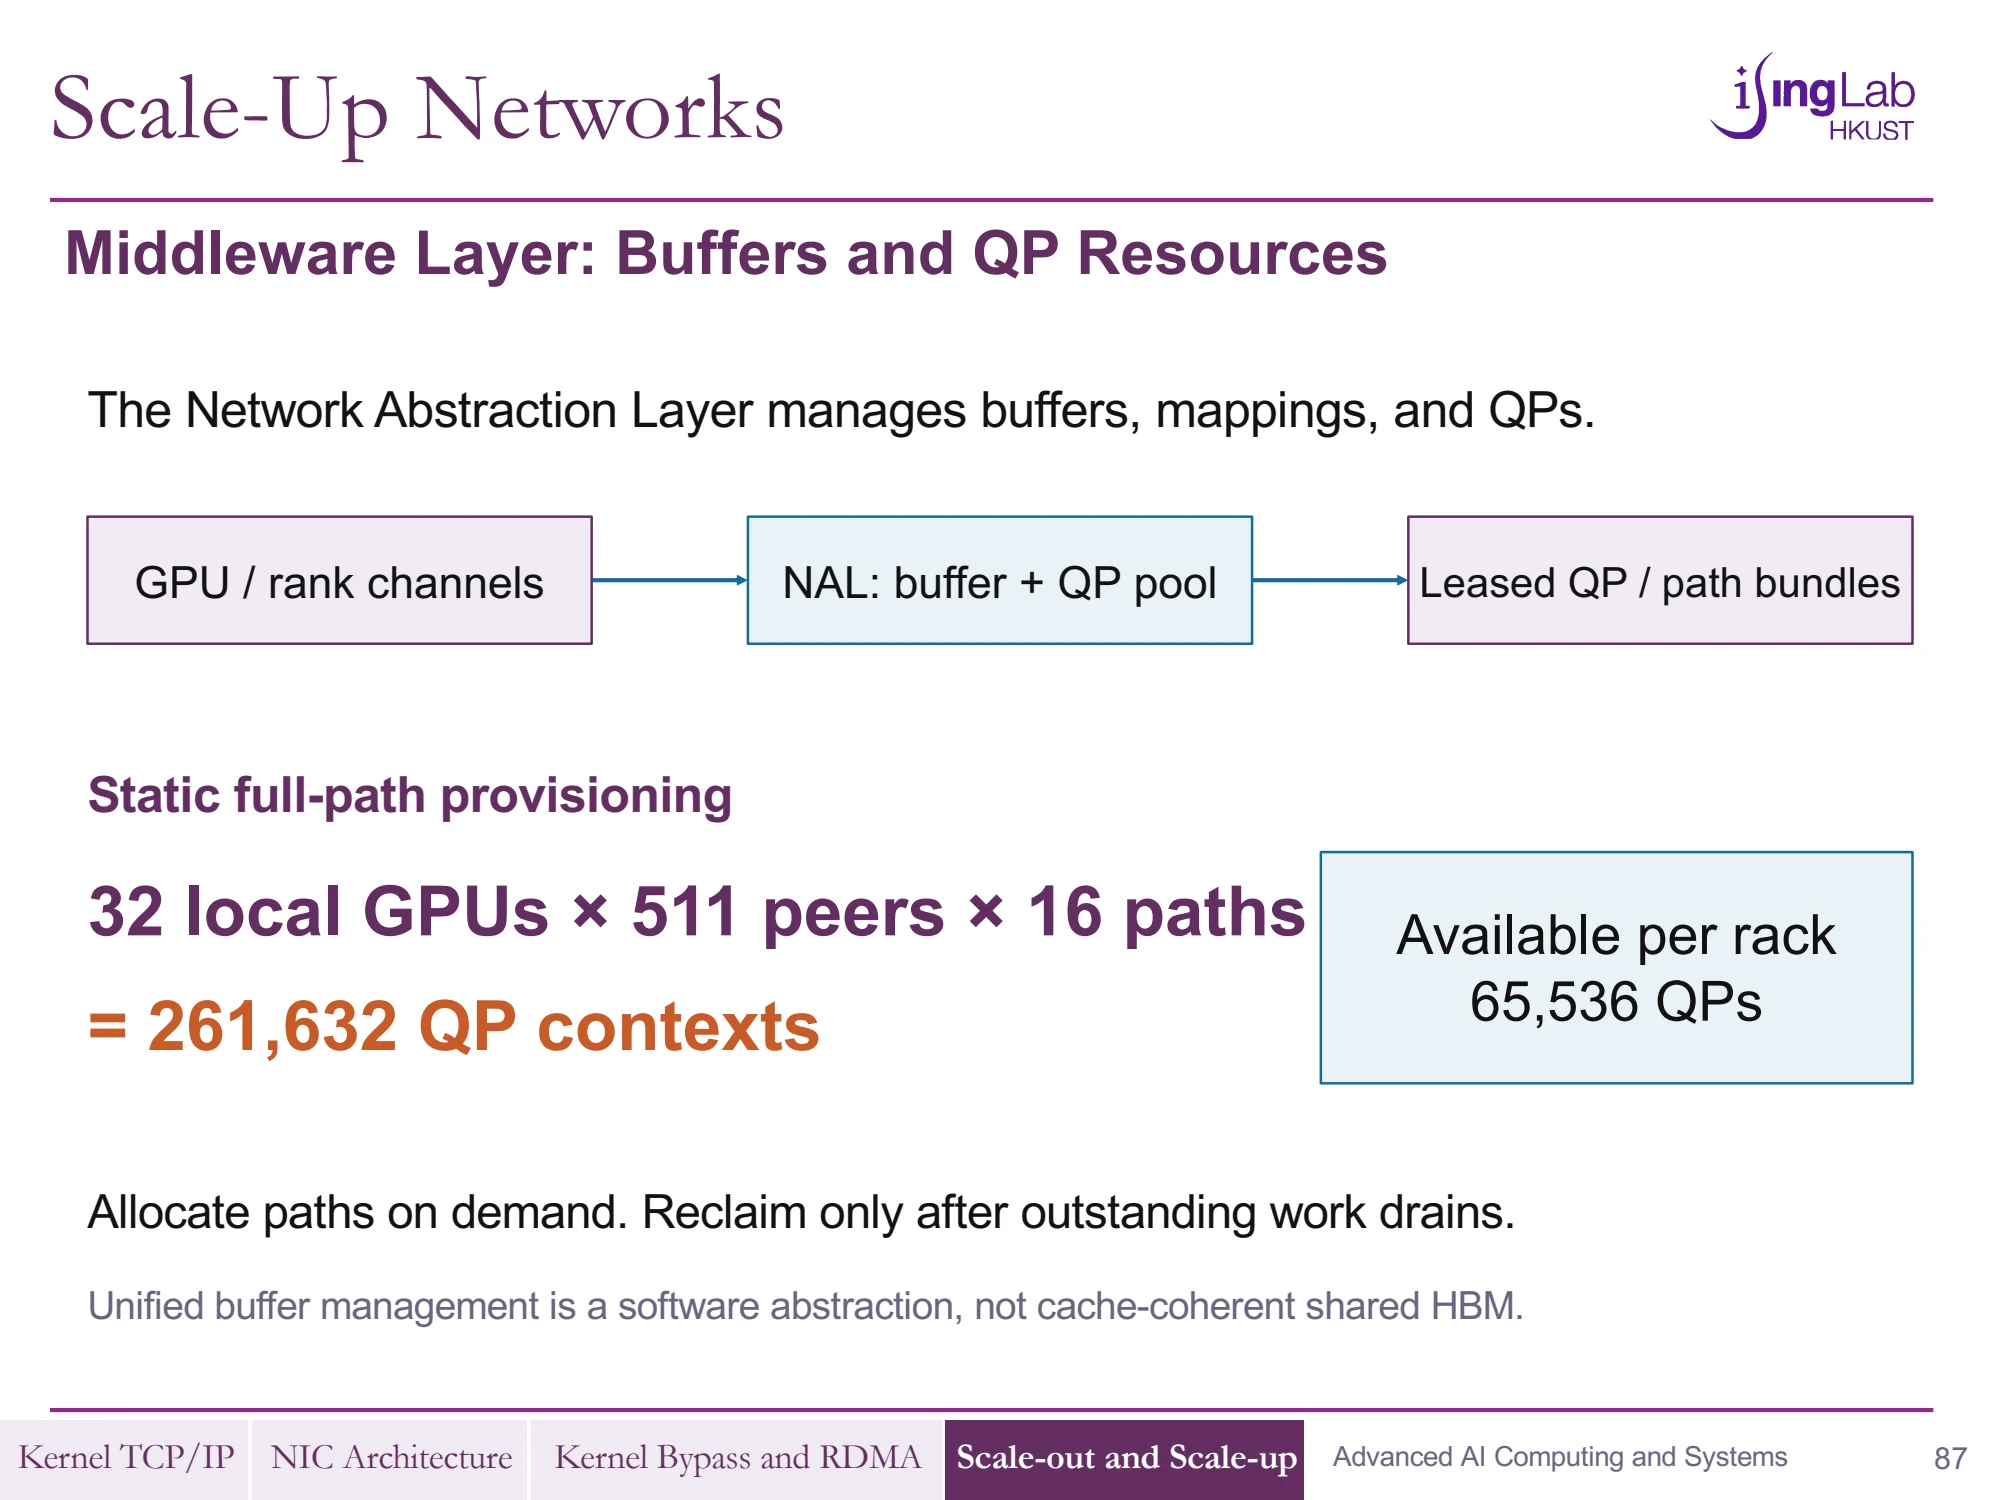 Scale-Up Networks
isingLab
HKUST
Middleware Layer: Buffers and QP Resources
The Network Abstraction Layer manages buffers, mappings, and QPs.
GPU / rank channels
NAL: buffer + QP pool
Leased QP / path bundles
Static full-path provisioning
32 local GPUs × 511 peers × 16 paths
= 261,632 QP contexts
Available per rack
65,536 QPs
Allocate paths on demand. Reclaim only after outstanding work drains.
Unified buffer management is a software abstraction, not cache-coherent shared HBM.
Kernel TCP/IP
NIC Architecture
Kernel Bypass and RDMA
Scale-out and Scale-up
Advanced AI Computing and Systems
87